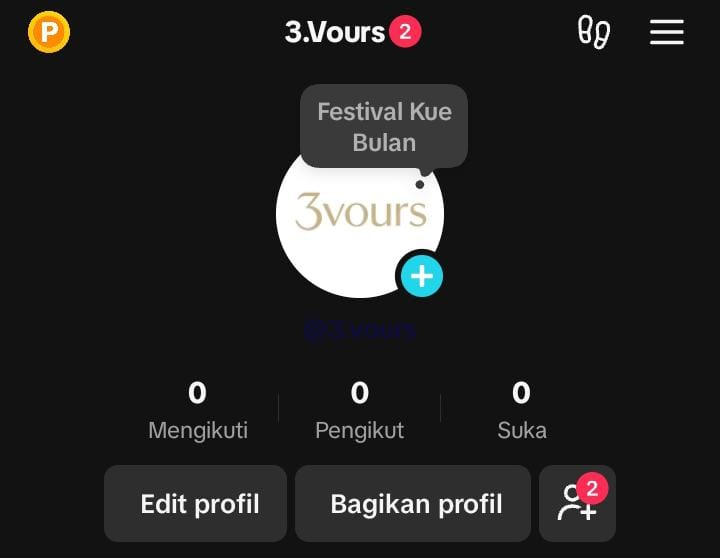 P
3.Vours 2
Festival Kue
Bulan
3vours
@3.vours
0 0 0
Mengikuti Pengikut Suka
Edit profil Bagikan profil 2